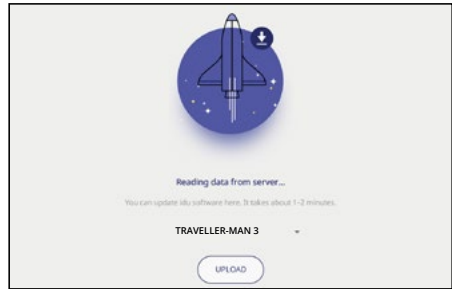 Reading data from server...
You can update idu software here. It takes about 1-2 minutes.
TRAVELLER-MAN 3
UPLOAD